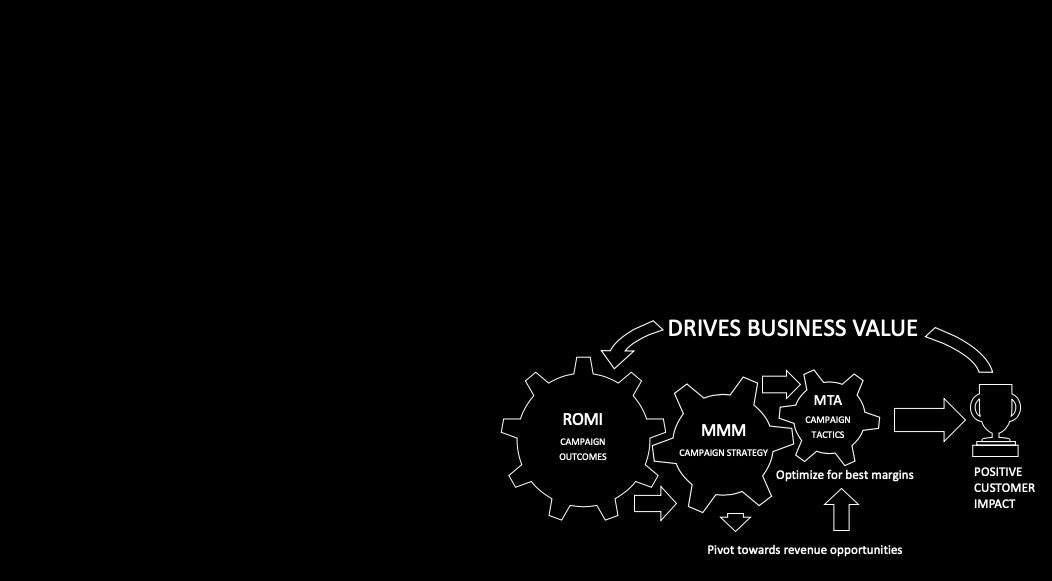 DRIVES BUSINESS VALUE
ROMI
CAMPAIGN
OUTCOMES
MMM
CAMPAIGN STRATEGY
MTA
CAMPAIGN
TACTICS
Optimize for best margins
POSITIVE
CUSTOMER
IMPACT
Pivot towards revenue opportunities